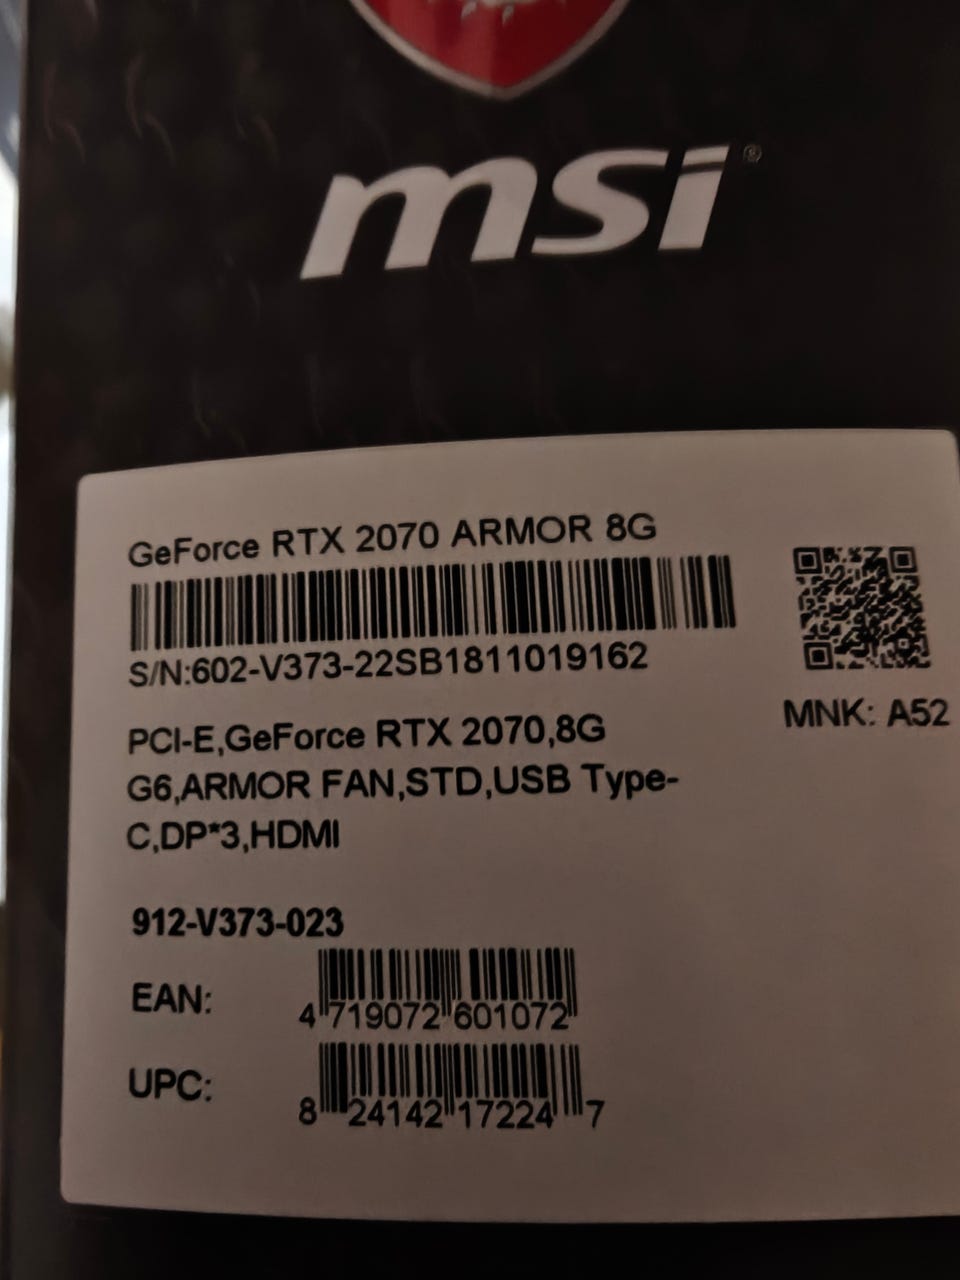 msi®
GeForce RTX 2070 ARMOR 8G
S/N:602-V373-22SB1811019162
MNK: A52
PCI-E,GeForce RTX 2070,8G
G6,ARMOR FAN,STD,USB Type-
C,DP*3,HDMI
912-V373-023
EAN:
4 719072 601072
UPC:
8 24142 17224 7